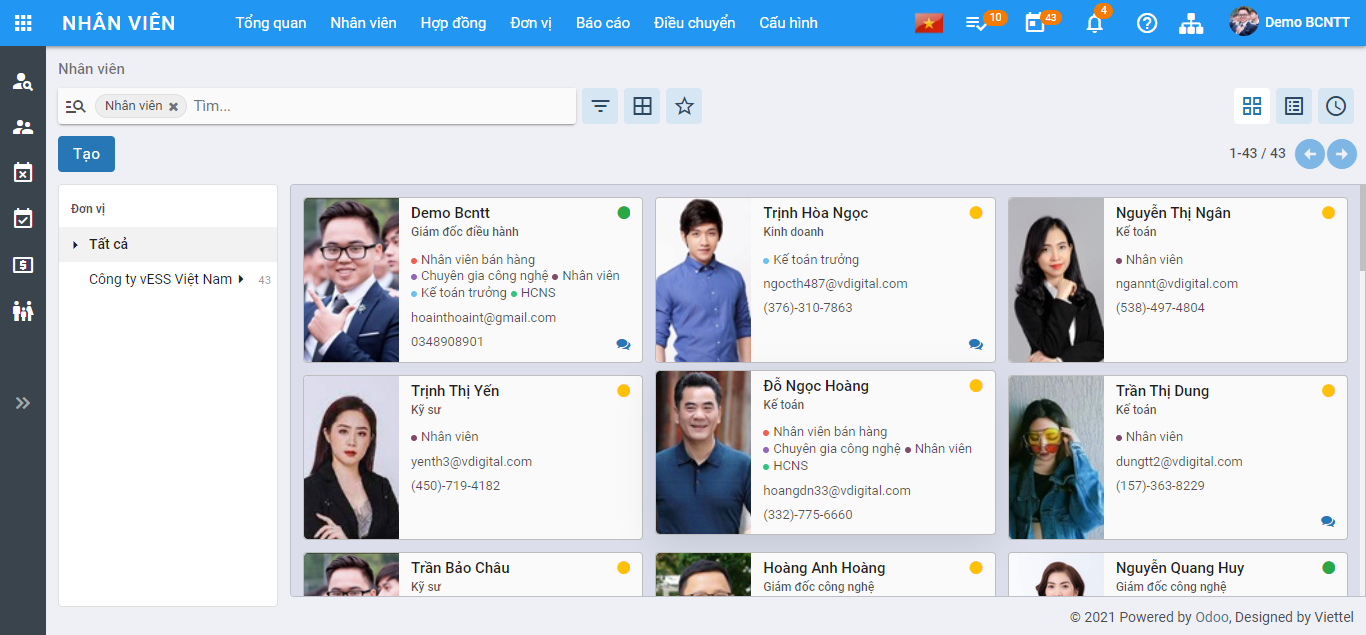 NHÂN VIÊN Tổng quan Nhân viên Hợp đồng Đơn vị Báo cáo Điều chuyển Cấu hình 10 43 4 Demo BCNTT
Nhân viên
Nhân viên Tìm...
Tạo
1-43 / 43
Đơn vị
Tất cả
Công ty vESS Việt Nam 43
Demo Bcntt
Giám đốc điều hành
Nhân viên bán hàng
Chuyên gia công nghệ Nhân viên
Kế toán trưởng HCNS
hoainthoaint@gmail.com
0348908901
Trịnh Hòa Ngọc
Kinh doanh
Kế toán trưởng
ngocth487@vdigital.com
(376)-310-7863
Nguyễn Thị Ngân
Kế toán
Nhân viên
ngannt@vdigital.com
(538)-497-4804
Trịnh Thị Yến
Kỹ sư
Nhân viên
yenth3@vdigital.com
(450)-719-4182
Đỗ Ngọc Hoàng
Kế toán
Nhân viên bán hàng
Chuyên gia công nghệ Nhân viên
HCNS
hoangdn33@vdigital.com
(332)-775-6660
Trần Thị Dung
Kế toán
Nhân viên
dungtt2@vdigital.com
(157)-363-8229
Trần Bảo Châu
Kỹ sư
Hoàng Anh Hoàng
Giám đốc công nghệ
Nguyễn Quang Huy
Giám đốc công nghệ
© 2021 Powered by Odoo, Designed by Viettel